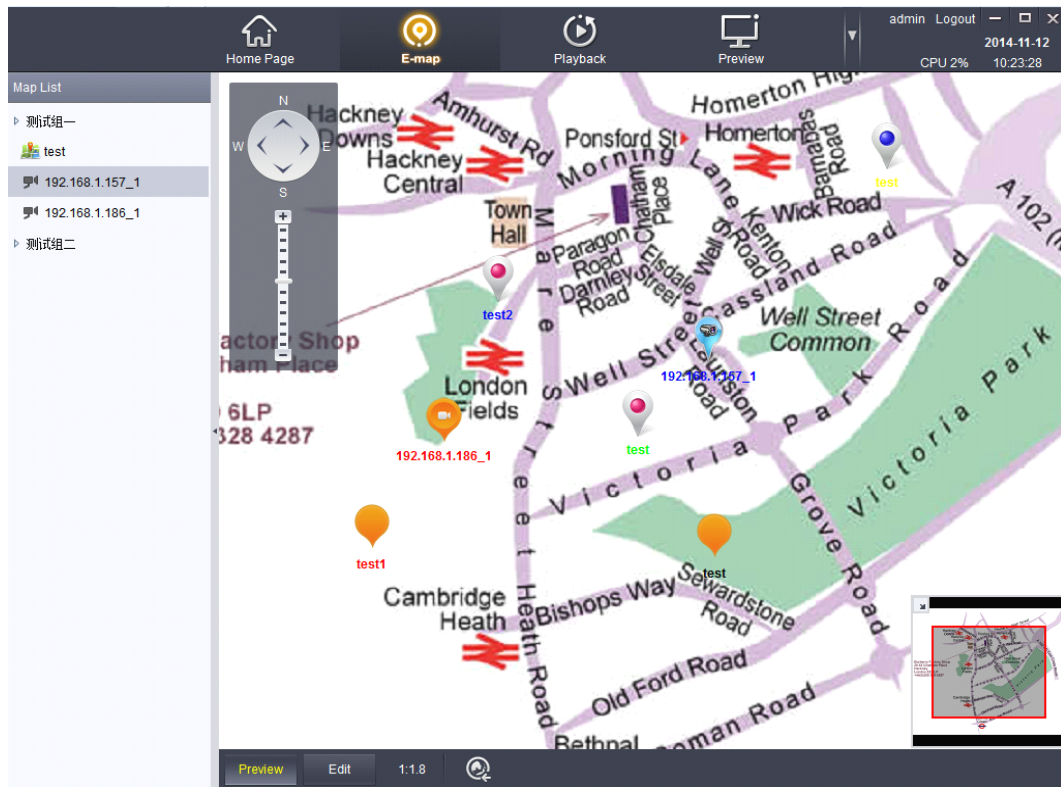 admin Logout
2014-11-12
CPU 2% 10:23:28
Home Page
E-map
Playback
Preview
Map List
测试组一
test
192.168.1.157_1
192.168.1.186_1
测试组二
N
W
E
S
Hackney
Downs
Amhurst Rd
Hackney
Central
Ponsford St
Homerton High
Homerton
Barnabas
Road
test
Morning Lane
Town
Hall
Chatham
Place
Kenton
Road
Wick Road
A 102 (
Paragon
Road
Elsdale
Street
Well St
Darnley
Road
Cassland Road
test2
Mare Street
Well Street
Common
actory Shop
ham Place
Well Street
192.168.1.157_1
Lauriston
Road
London
Fields
6LP
328 4287
192.168.1.186_1
test
Victoria Park Road
Victoria Park
Grove Road
test1
test
Cambridge
Heath
Heath Road
Bishops Way
Sewardstone
Road
Old Ford Road
oman Road
Bethnal
Preview
Edit
1:1.8